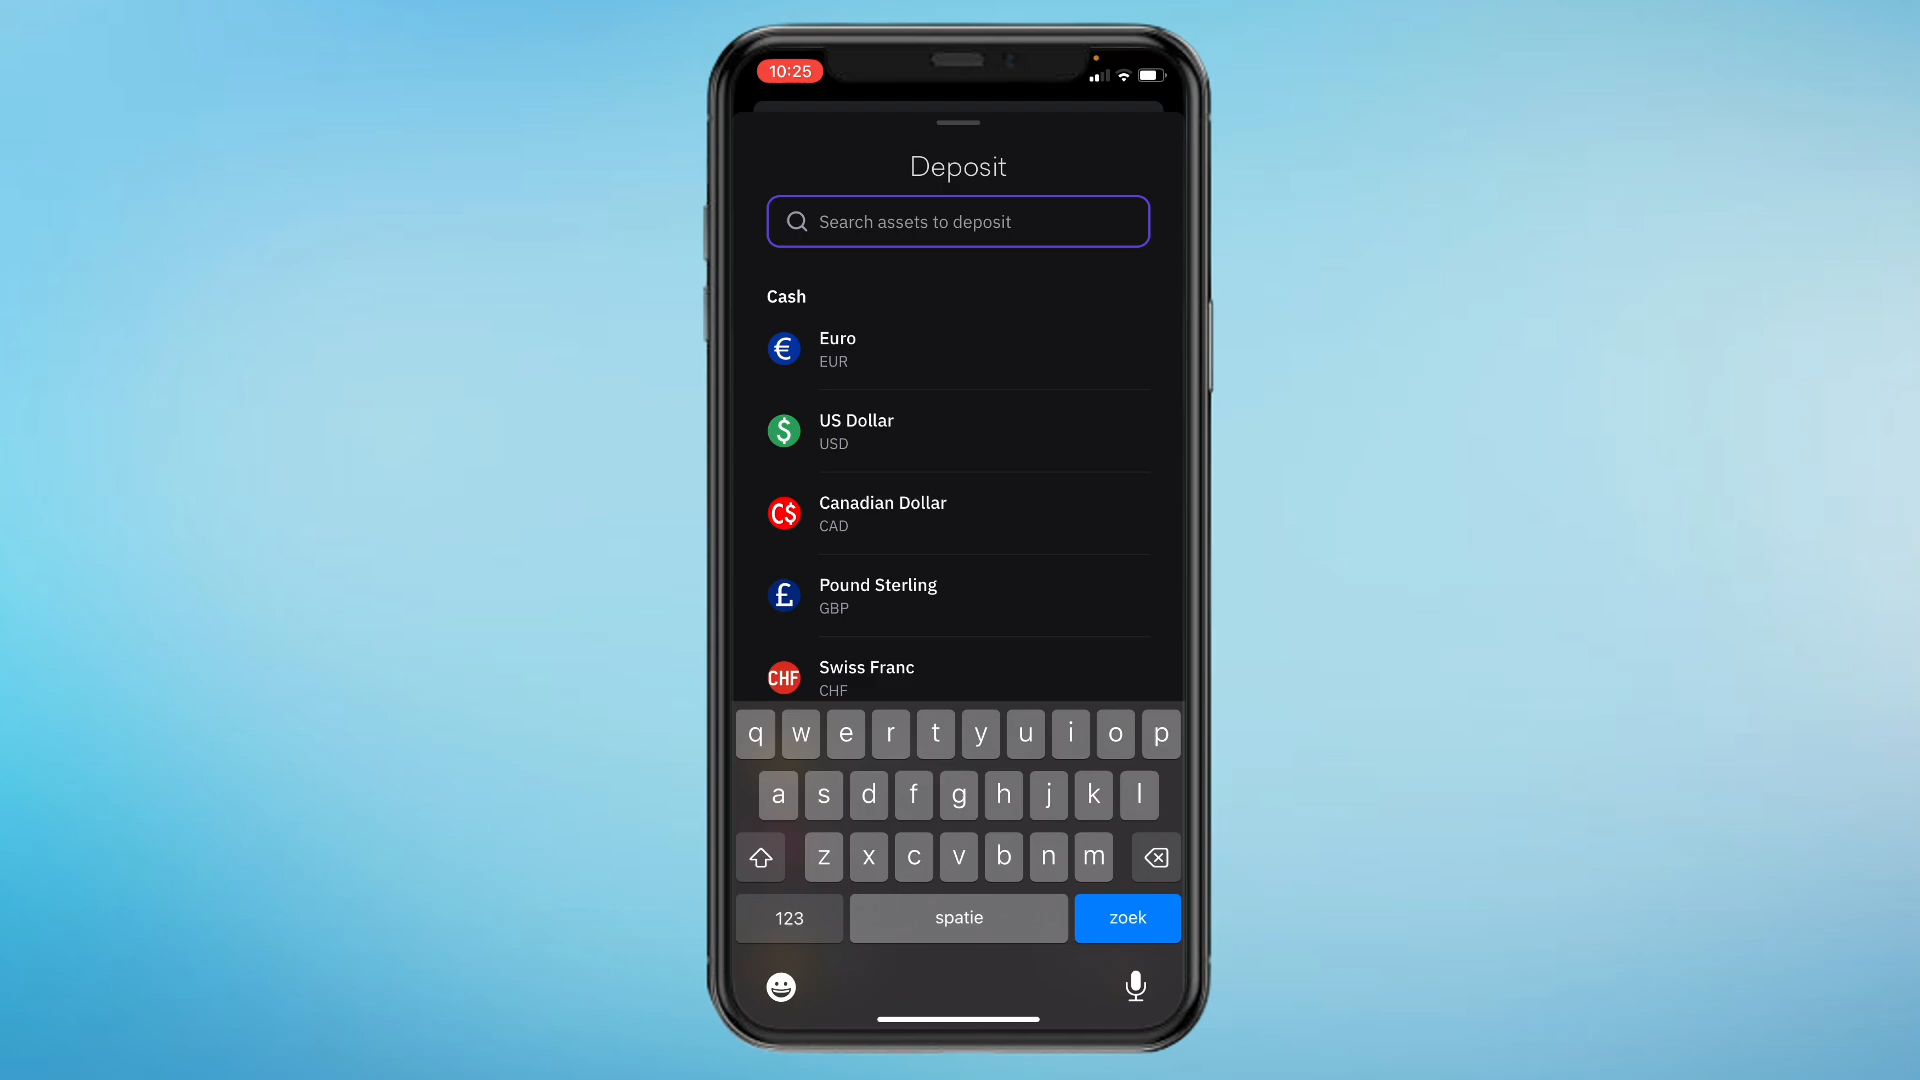 10:25
Deposit
Search assets to deposit
Cash
€ Euro
EUR
$ US Dollar
USD
C$ Canadian Dollar
CAD
£ Pound Sterling
GBP
CHF Swiss Franc
CHF
q w e r t y u i o p
a s d f g h j k l
z x c v b n m
123 spatie zoek